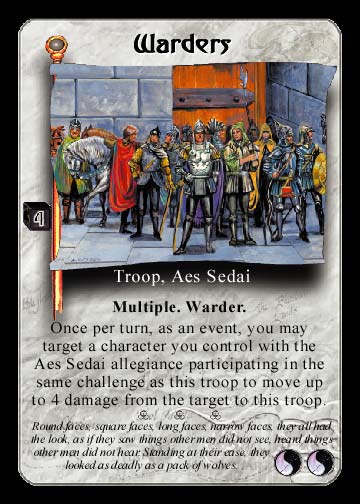 Warders
4
Troop, Aes Sedai
Multiple. Warder.
Once per turn, as an event, you may
target a character you control with the
Aes Sedai allegiance participating in the
same challenge as this troop to move up
to 4 damage from the target to this troop.
Round faces, square faces, long faces, narrow faces, they all had
the look, as if they saw things other men did not see, heard things
other men did not hear. Standing at their ease, they
looked as deadly as a pack of wolves.